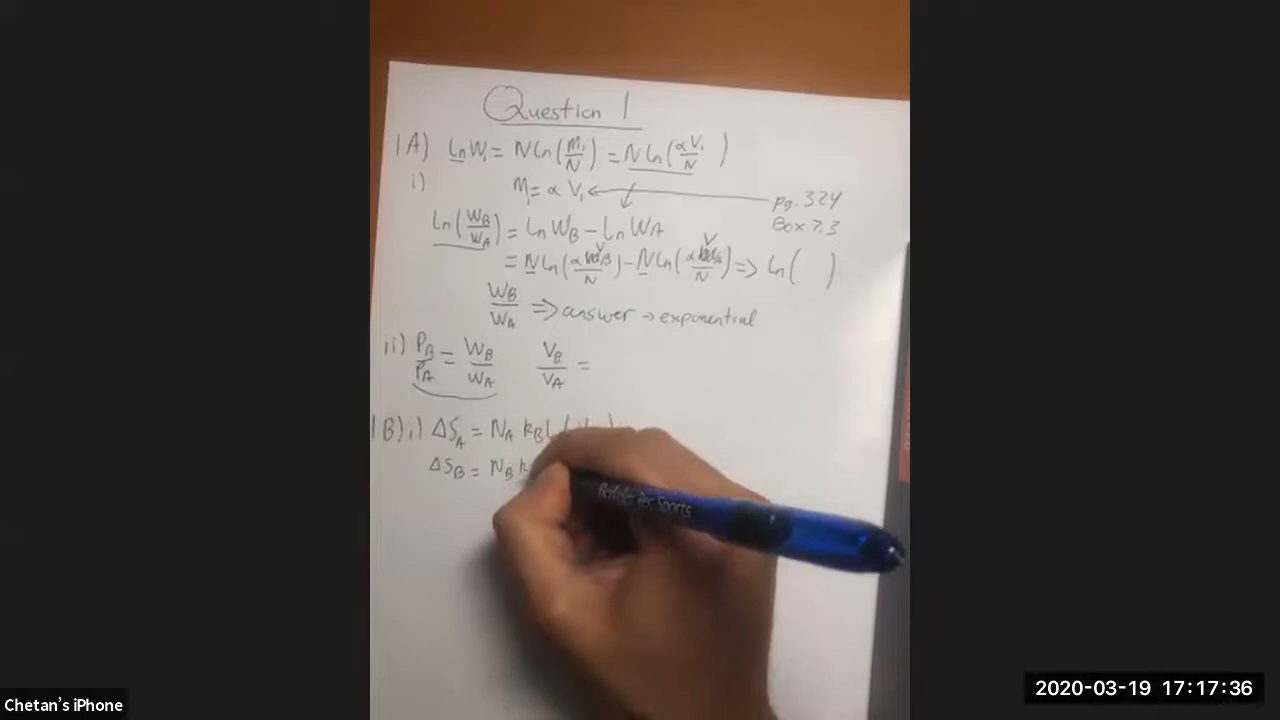 Question 1
1A) ln W₁ = N ln(M₁/N) = N ln(αV₁/N)
i) M₁ = α V₁
pg. 324
Box 7.3
ln(W_B/W_A) = ln W_B - ln W_A
= N ln(α V_B/N) - N ln(α V_A/N) => ln( )
W_B/W_A => answer → exponential
ii) P_B/P_A = W_B/W_A V_B/V_A =
1B) i) ΔS_A = N_A k_B
ΔS_B = N_B k
Chetan's iPhone
2020-03-19 17:17:36